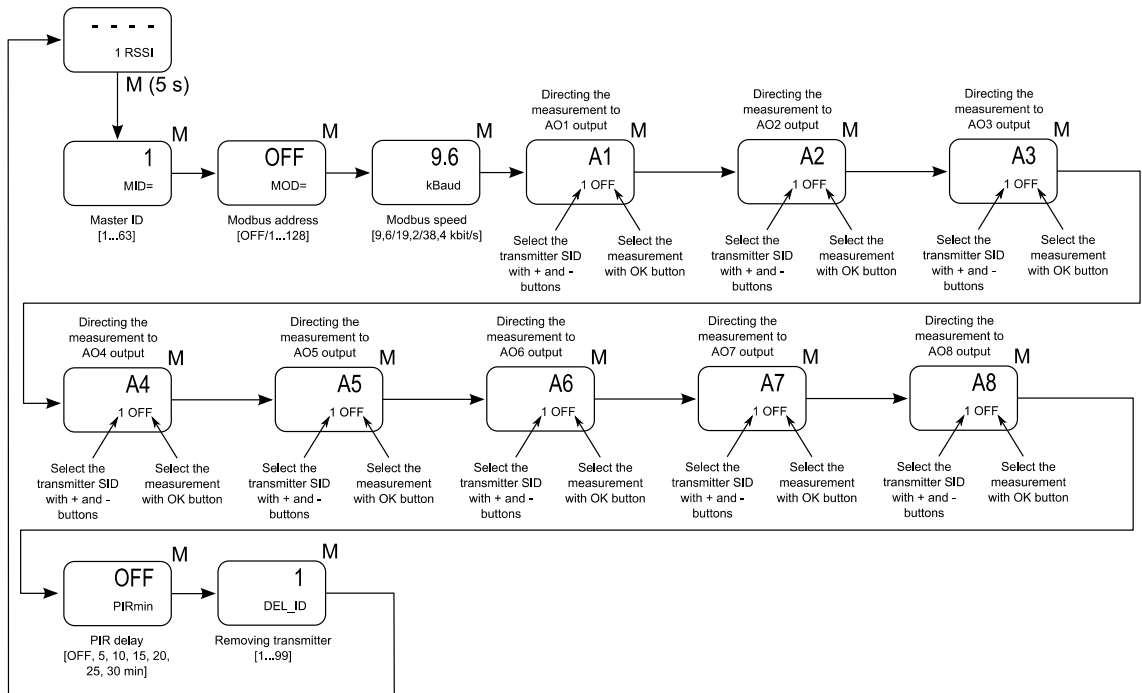 - - - -
1 RSSI
M (5 s)
1
MID=
M
Master ID
[1...63]
OFF
MOD=
M
Modbus address
[OFF/1...128]
9.6
kBaud
M
Modbus speed
[9,6/19,2/38,4 kbit/s]
Directing the
measurement to
AO1 output
M
A1
1 OFF
Select the
transmitter SID
with + and -
buttons
Select the
measurement
with OK button
Directing the
measurement to
AO2 output
M
A2
1 OFF
Select the
transmitter SID
with + and -
buttons
Select the
measurement
with OK button
Directing the
measurement to
AO3 output
M
A3
1 OFF
Select the
transmitter SID
with + and -
buttons
Select the
measurement
with OK button
Directing the
measurement to
AO4 output
M
A4
1 OFF
Select the
transmitter SID
with + and -
buttons
Select the
measurement
with OK button
Directing the
measurement to
AO5 output
M
A5
1 OFF
Select the
transmitter SID
with + and -
buttons
Select the
measurement
with OK button
Directing the
measurement to
AO6 output
M
A6
1 OFF
Select the
transmitter SID
with + and -
buttons
Select the
measurement
with OK button
Directing the
measurement to
AO7 output
M
A7
1 OFF
Select the
transmitter SID
with + and -
buttons
Select the
measurement
with OK button
Directing the
measurement to
AO8 output
M
A8
1 OFF
Select the
transmitter SID
with + and -
buttons
Select the
measurement
with OK button
OFF
PIRmin
M
PIR delay
[OFF, 5, 10, 15, 20,
25, 30 min]
1
DEL_ID
M
Removing transmitter
[1...99]